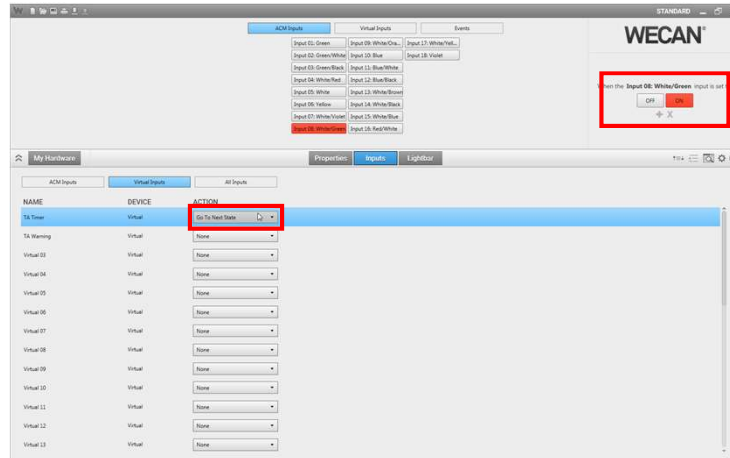 STANDARD
ACM Inputs Virtual Inputs Events
WECAN®
Input 01: Green Input 09: White/Ora... Input 17: White/Yell...
Input 02: Green/White Input 10: Blue Input 18: Violet
Input 03: Green/Black Input 11: Blue/White
Input 04: White/Red Input 12: Blue/Black
Input 05: White Input 13: White/Brown
Input 06: Yellow Input 14: White/Black
Input 07: White/Violet Input 15: White/Blue
Input 08: White/Green Input 16: Red/White
When the Input 08: White/Green input is set
OFF ON
My Hardware Properties Inputs Lightbar
ACM Inputs Virtual Inputs All Inputs
NAME DEVICE ACTION
TA Timer Virtual Go To Next State
TA Warning Virtual None
Virtual 03 Virtual None
Virtual 04 Virtual None
Virtual 05 Virtual None
Virtual 06 Virtual None
Virtual 07 Virtual None
Virtual 08 Virtual None
Virtual 09 Virtual None
Virtual 10 Virtual None
Virtual 11 Virtual None
Virtual 12 Virtual None
Virtual 13 Virtual None